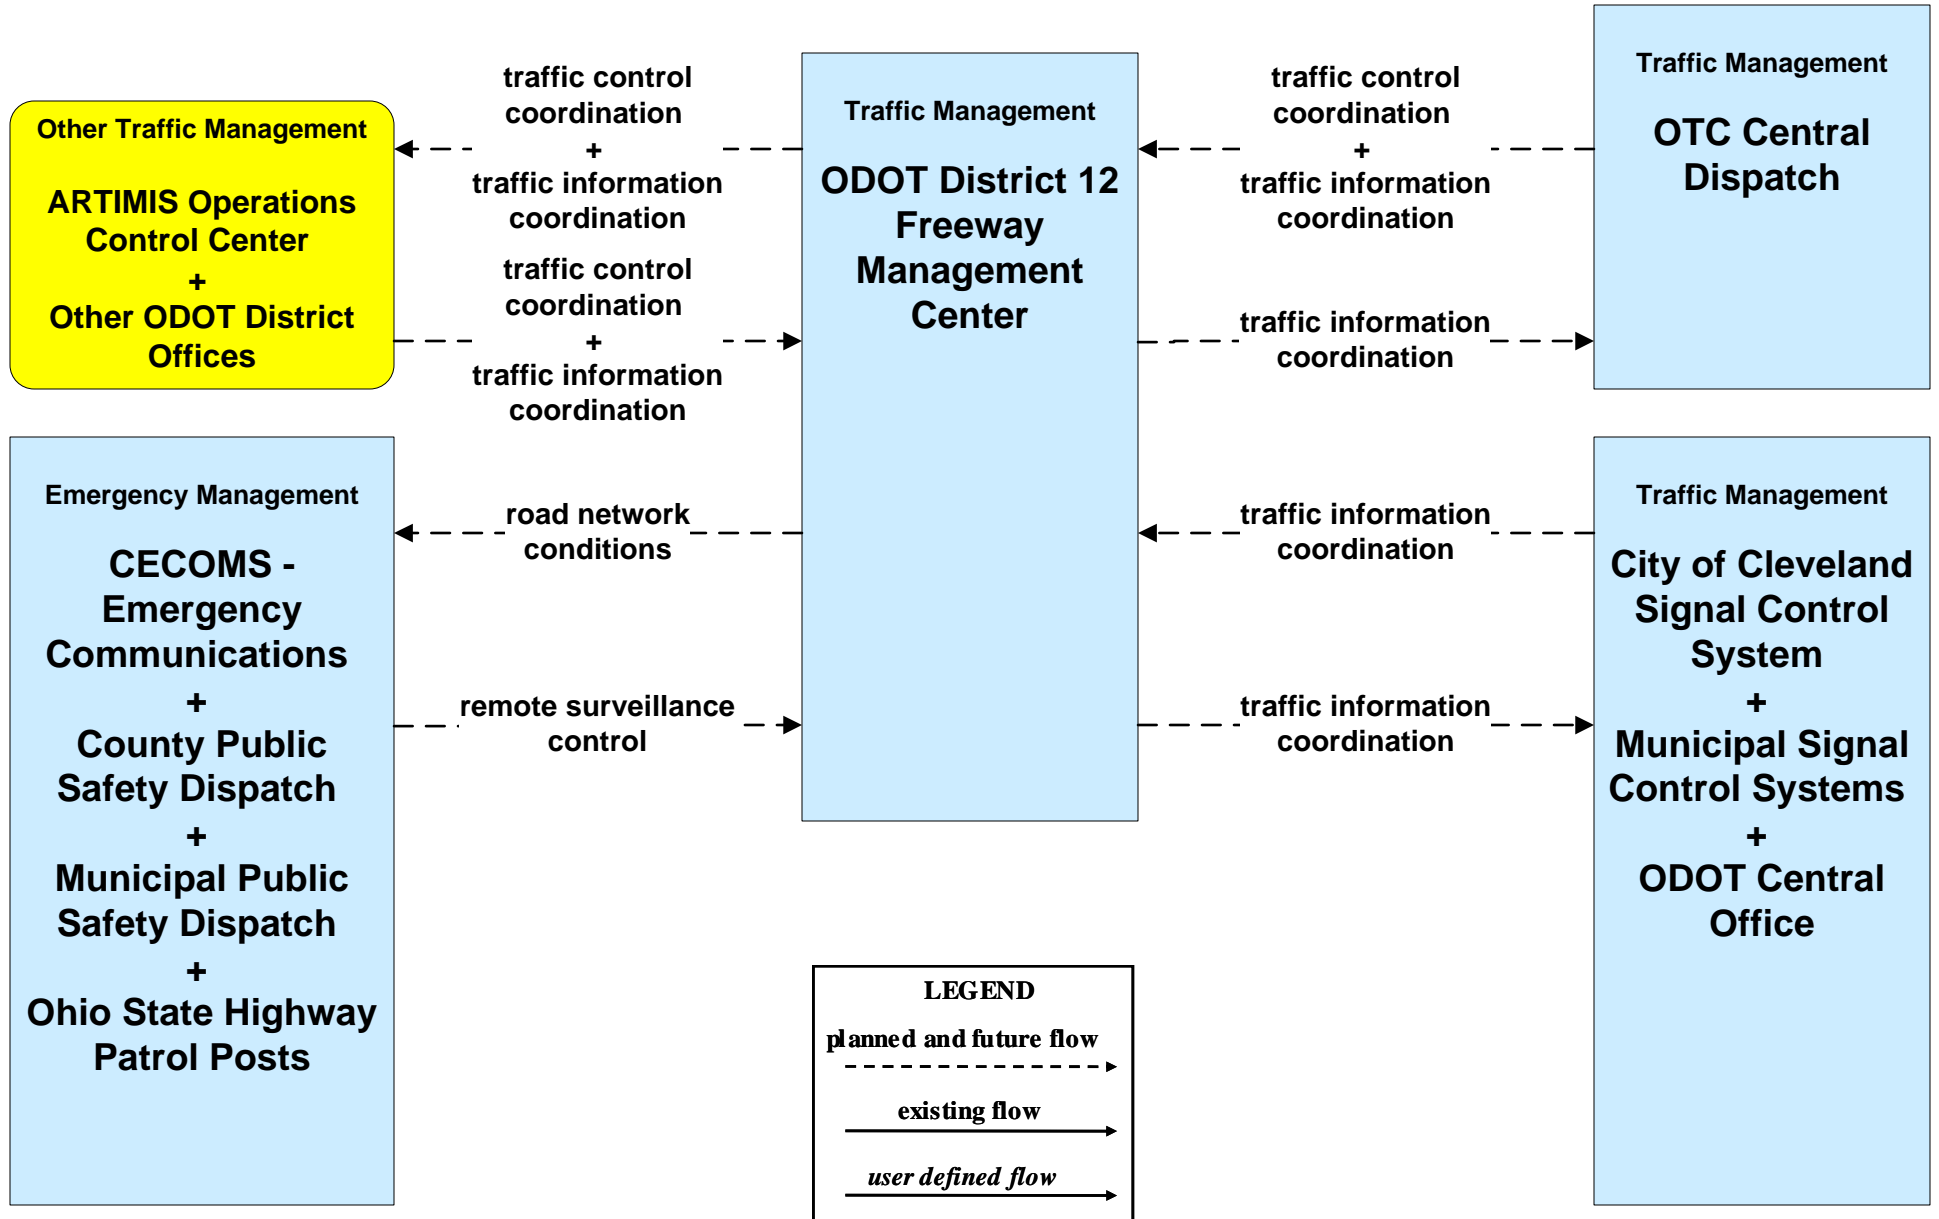 Other Traffic Management
ARTIMIS Operations
Control Center
+
Other ODOT District
Offices
traffic control
coordination
+
traffic information
coordination
traffic control
coordination
+
traffic information
coordination
Traffic Management
ODOT District 12
Freeway
Management
Center
traffic control
coordination
+
traffic information
coordination
traffic information
coordination
Traffic Management
OTC Central
Dispatch
Emergency Management
CECOMS -
Emergency
Communications
+
County Public
Safety Dispatch
+
Municipal Public
Safety Dispatch
+
Ohio State Highway
Patrol Posts
road network
conditions
remote surveillance
control
traffic information
coordination
traffic information
coordination
Traffic Management
City of Cleveland
Signal Control
System
+
Municipal Signal
Control Systems
+
ODOT Central
Office
LEGEND
planned and future flow
existing flow
user defined flow